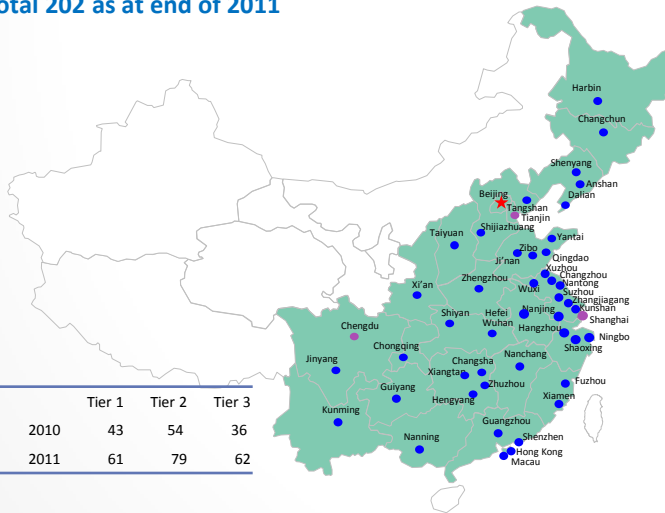 otal 202 as at end of 2011
Harbin
Changchun
Shenyang
Anshan
Dalian
Beijing
Tangshan
Tianjin
Shijiazhuang
Taiyuan
Yantai
Zibo
Ji'nan
Qingdao
Xuzhou
Changzhou
Nantong
Suzhou
Zhangjiagang
Kunshan
Shanghai
Zhengzhou
Wuxi
Xi'an
Shiyan
Hefei
Wuhan
Nanjing
Hangzhou
Ningbo
Shaoxing
Chengdu
Chongqing
Jinyang
Changsha
Nanchang
Xiangtan
Zhuzhou
Guiyang
Hengyang
Fuzhou
Xiamen
Kunming
Guangzhou
Nanning
Shenzhen
Hong Kong
Macau
Tier 1 Tier 2 Tier 3
2010 43 54 36
2011 61 79 62